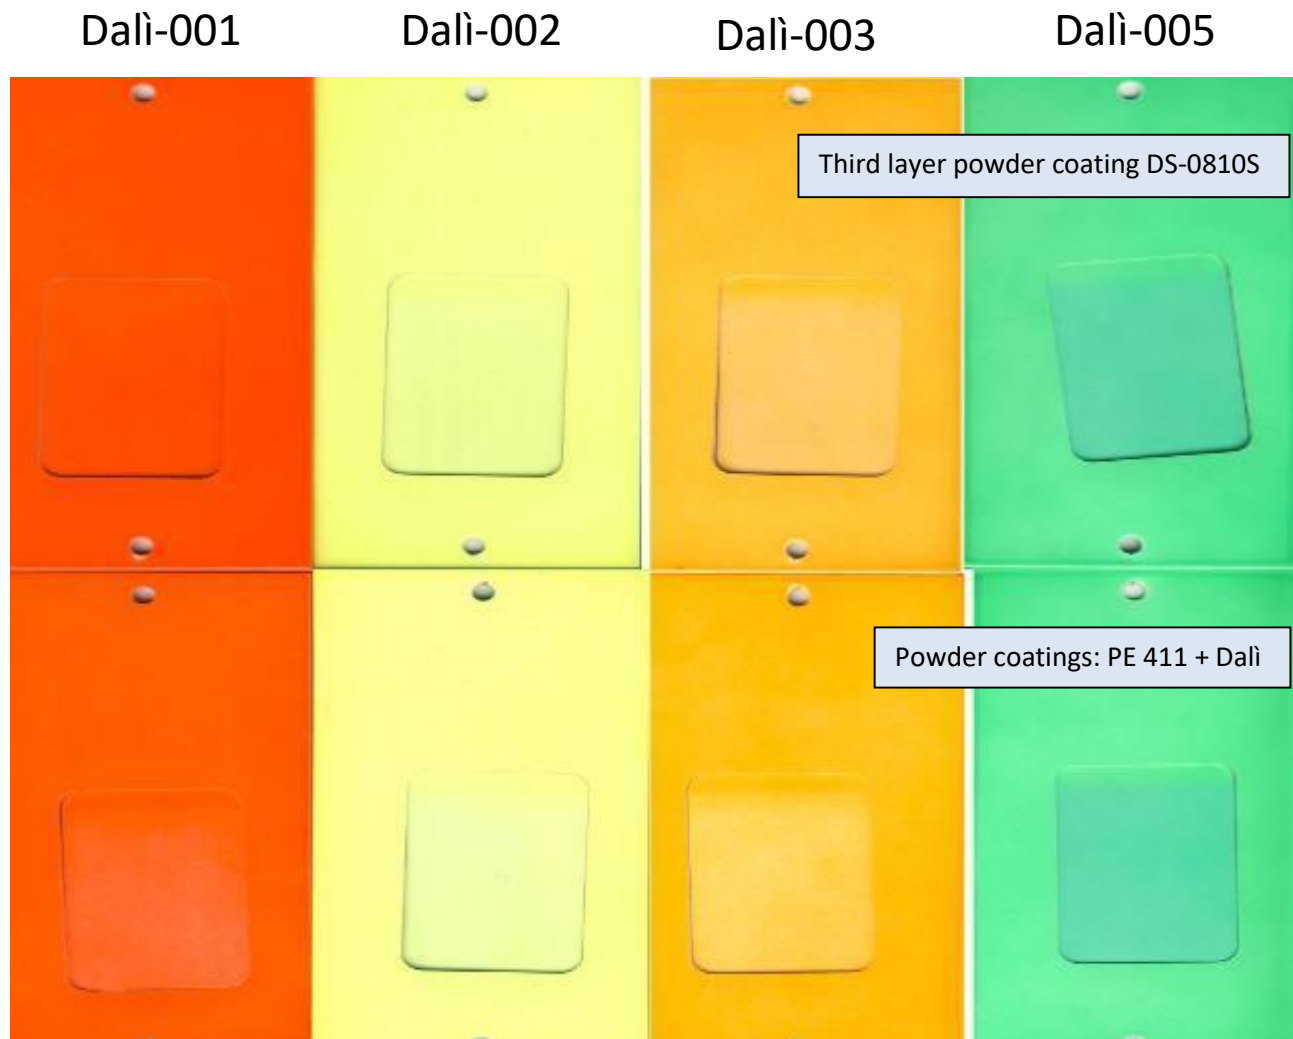 Dalì-001
Dalì-002
Dalì-003
Dalì-005
Third layer powder coating DS-0810S
Powder coatings: PE 411 + Dalì